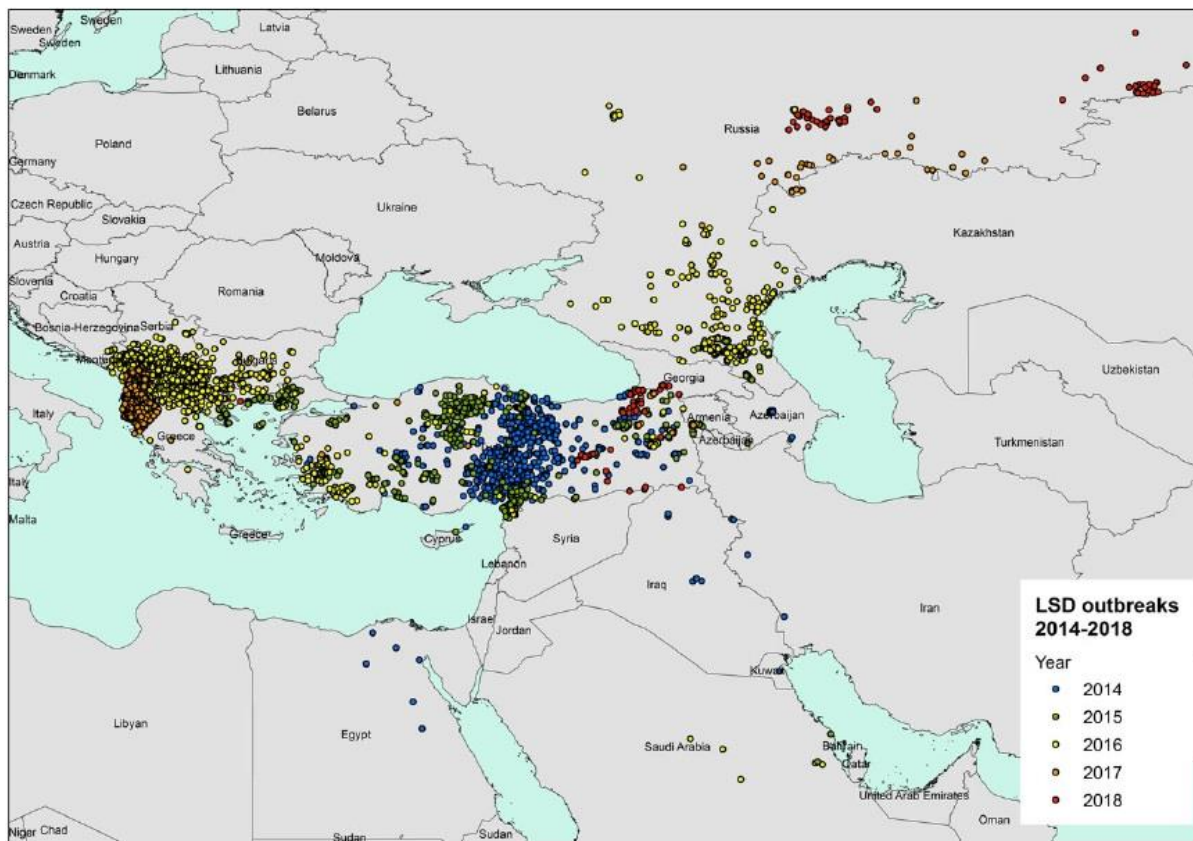 Sweden
Sweden
Sweden
Latvia
Denmark
Lithuania
Belarus
Russia
Poland
Germany
Ukraine
Czech Republic
Slovakia
Kazakhstan
Austria
Hungary
Moldova
Slovenia
Romania
Croatia
Bosnia-Herzegovina
Serbia
Georgia
Uzbekistan
Italy
Armenia
Azerbaijan
Greece
Azerbaijan
Turkmenistan
Italy
Malta
Greece
Cyprus
Syria
Lebanon
Iraq
Iran
Israel
Jordan
Kuwait
Libyan
Egypt
Saudi Arabia
Bahrain
Qatar
United Arab Emirates
Oman
Niger
Chad
Sudan
Sudan
LSD outbreaks
2014-2018
Year
2014
2015
2016
2017
2018